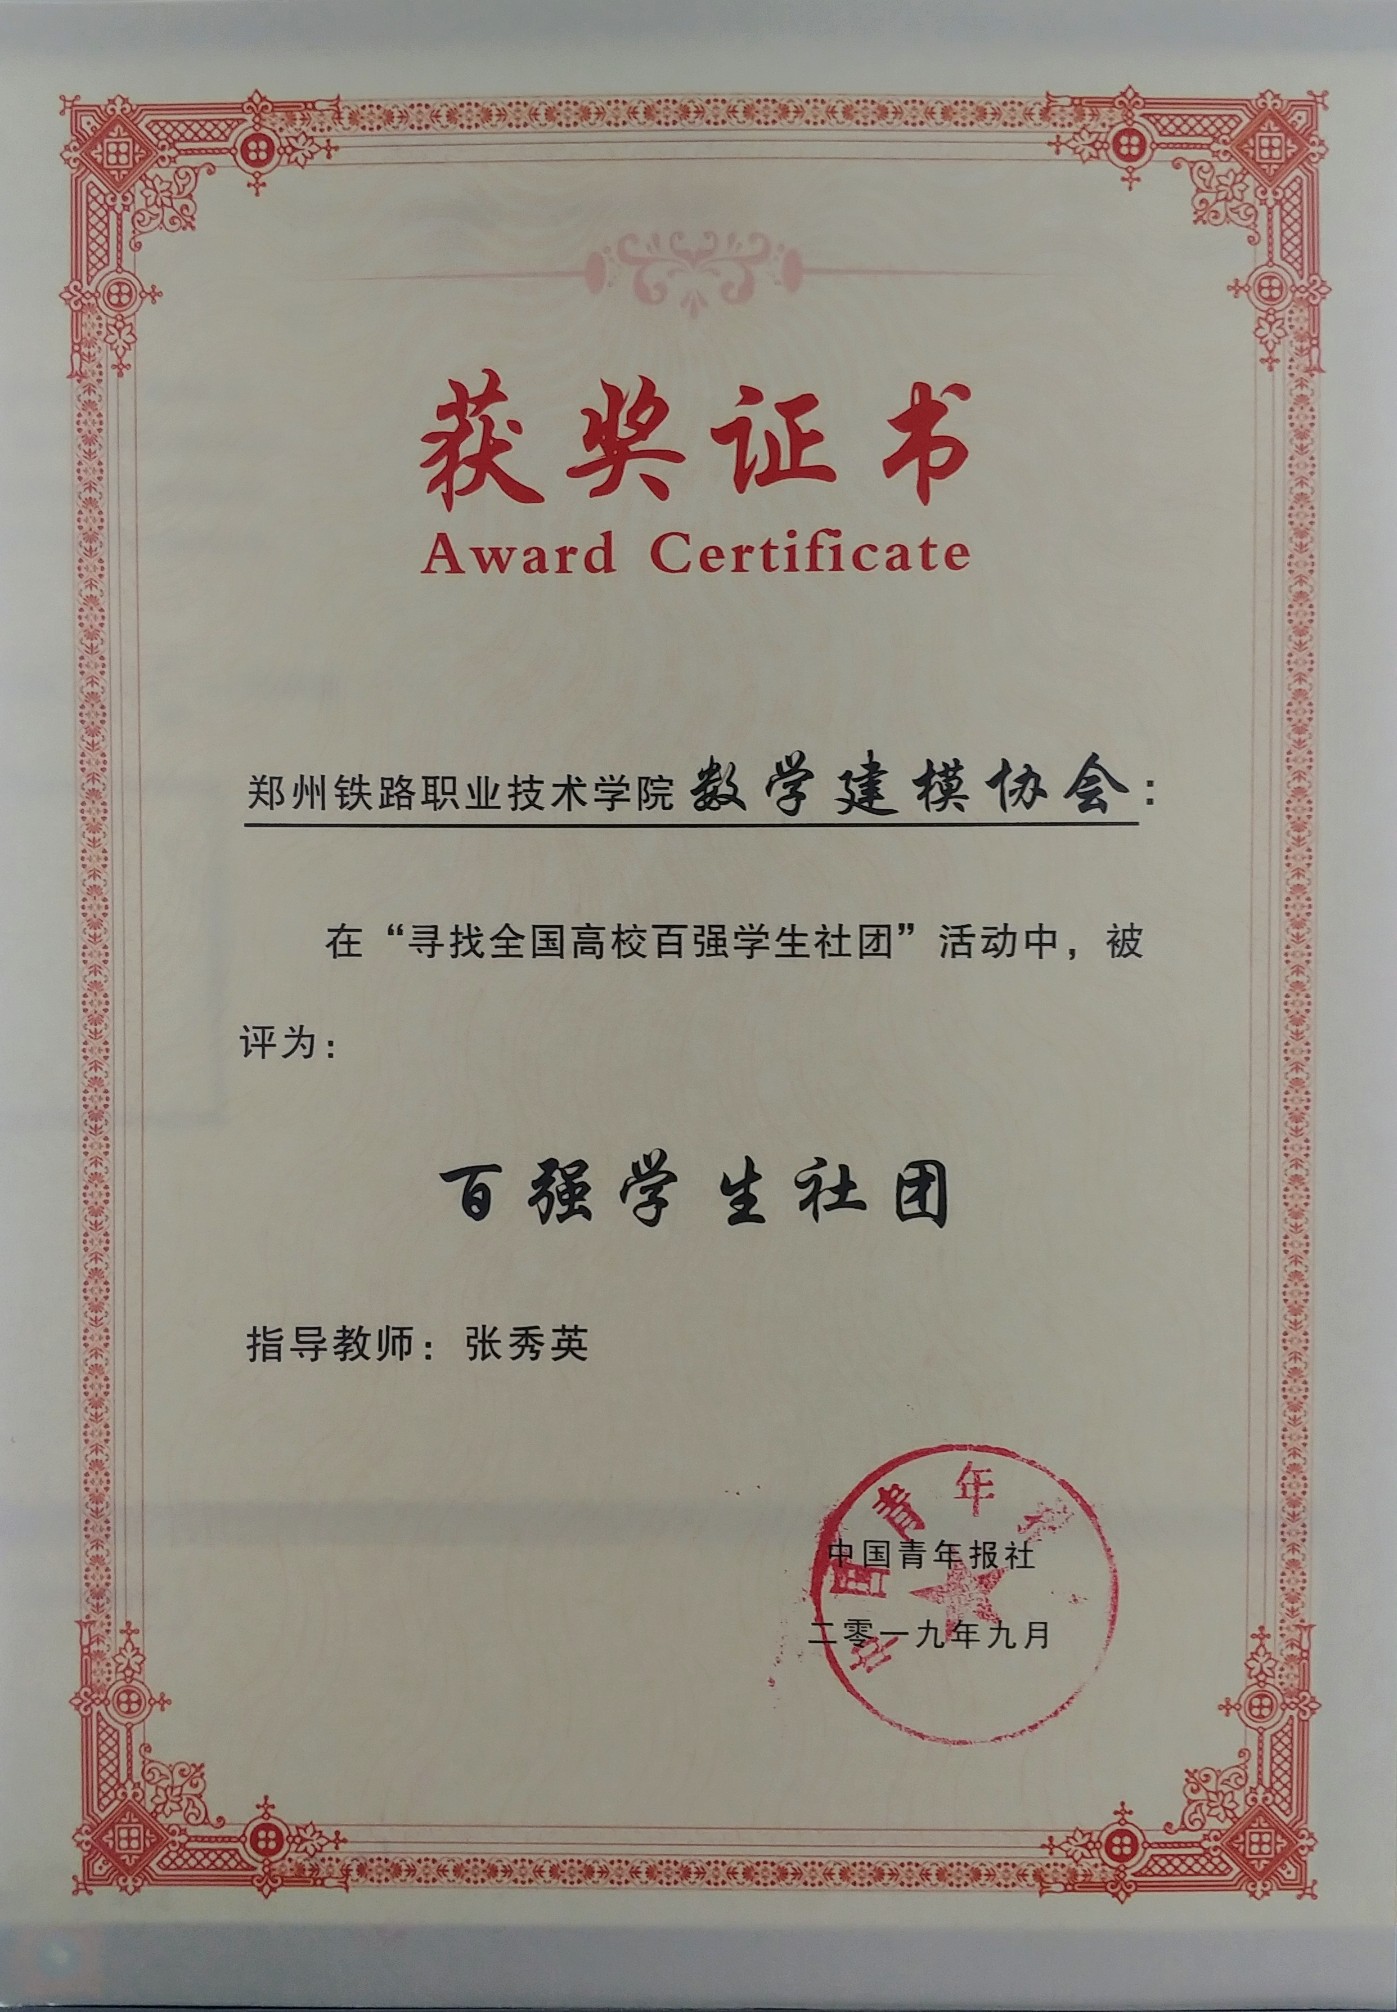 获奖证书
Award Certificate
郑州铁路职业技术学院 数学建模协会：
在“寻找全国高校百强学生社团”活动中，被
评为：
百强学生社团
指导教师：张秀英
中国青年报社
二零一九年九月
中国青年